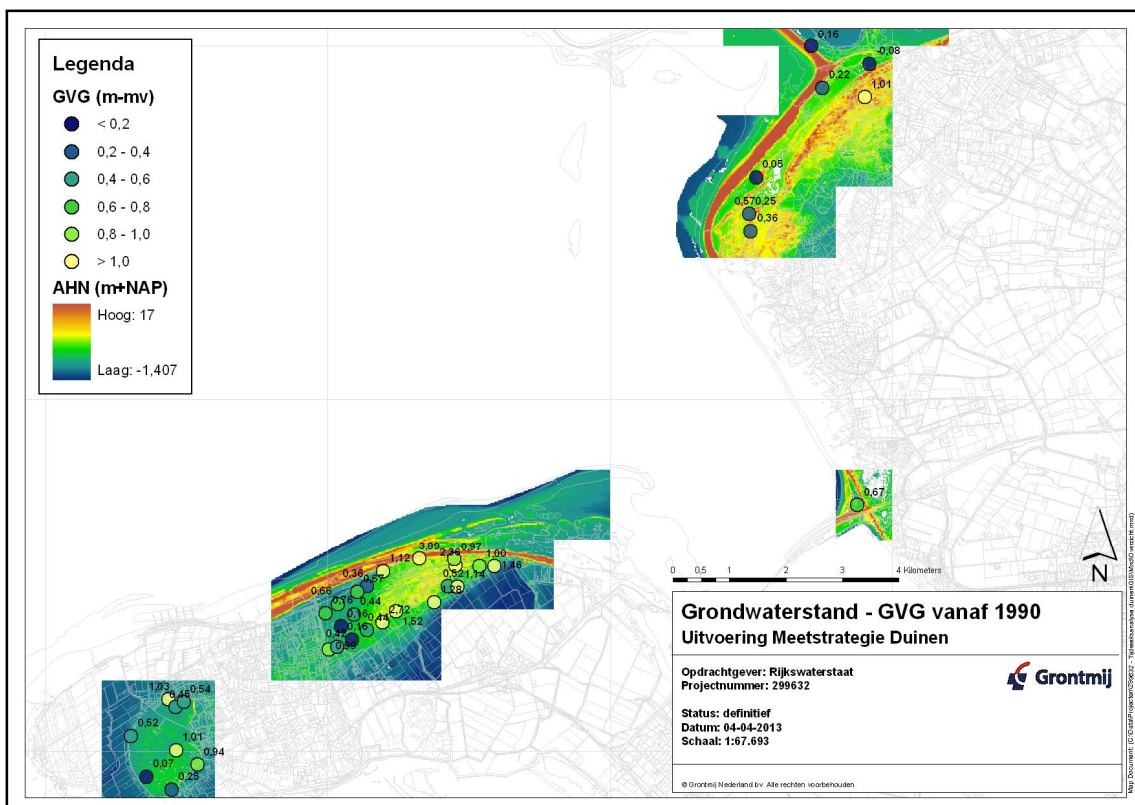 Legenda
GVG (m-mv)
< 0,2
0,2 - 0,4
0,4 - 0,6
0,6 - 0,8
0,8 - 1,0
> 1,0
AHN (m+NAP)
Hoog: 17
Laag: -1,407
0,16
-0,08
0,22
1,01
0,05
0,57
0,25
0,36
0,67
3,69
0,97
1,12
2,36
1,00
1,46
0,36
0,67
0,52
1,14
0,66
0,76
0,44
1,28
0,16
2,72
0,16
0,44
1,52
0,42
0,99
1,03
0,54
0,45
0,52
1,01
0,94
0,07
0,25
0 0,5 1 2 3 4 Kilometers
N
Grondwaterstand - GVG vanaf 1990
Uitvoering Meetstrategie Duinen
Opdrachtgever: Rijkswaterstaat
Projectnummer: 299632
Grontmij
Status: definitief
Datum: 04-04-2013
Schaal: 1:67.693
© Grontmij Nederland bv. Alle rechten voorbehouden